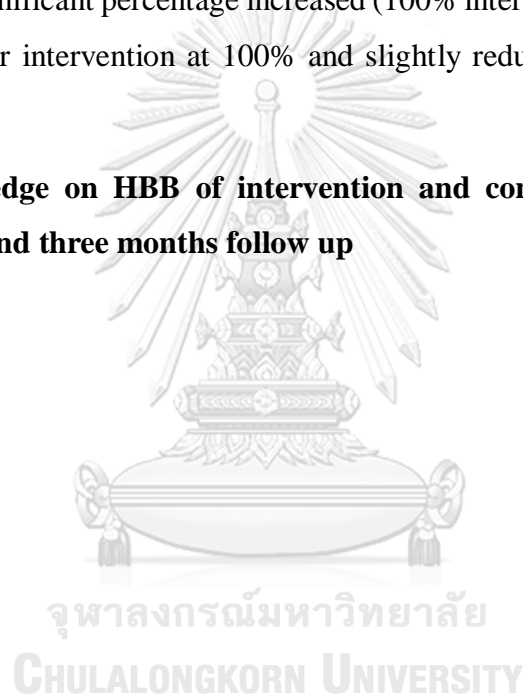 nificant percentage increased (100% inter
r intervention at 100% and slightly redu
edge on HBB of intervention and con
nd three months follow up
จุฬาลงกรณ์มหาวิทยาลัย
CHULALONGKORN UNIVERSITY